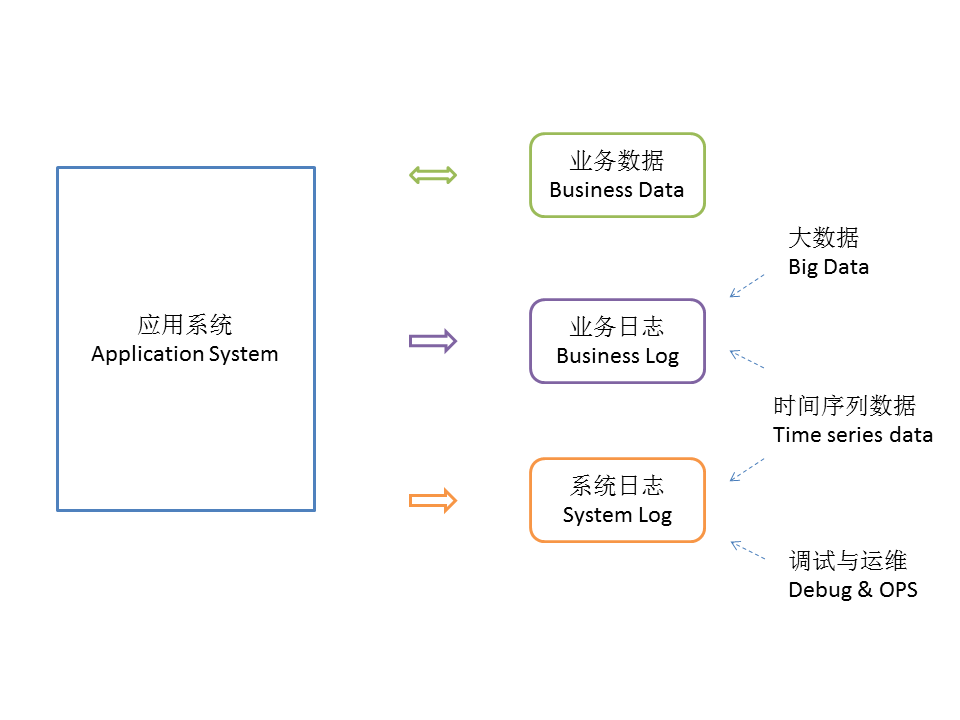 应用系统
Application System
业务数据
Business Data
业务日志
Business Log
系统日志
System Log
大数据
Big Data
时间序列数据
Time series data
调试与运维
Debug & OPS